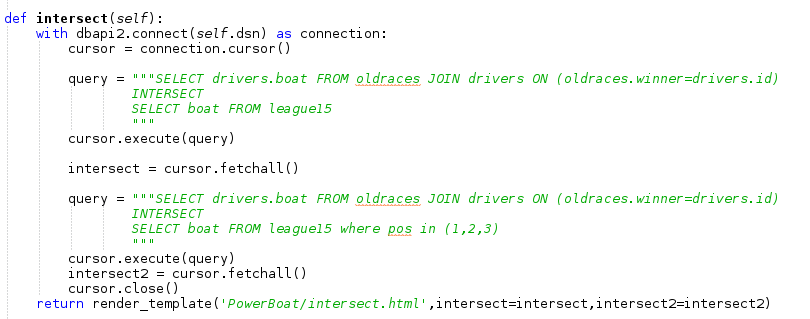 def intersect(self):
    with dbapi2.connect(self.dsn) as connection:
        cursor = connection.cursor()

        query = """SELECT drivers.boat FROM oldraces JOIN drivers ON (oldraces.winner=drivers.id)
                INTERSECT
                SELECT boat FROM league15
                """
        cursor.execute(query)

        intersect = cursor.fetchall()

        query = """SELECT drivers.boat FROM oldraces JOIN drivers ON (oldraces.winner=drivers.id)
                INTERSECT
                SELECT boat FROM league15 where pos in (1,2,3)
                """
        cursor.execute(query)
        intersect2 = cursor.fetchall()
        cursor.close()
    return render_template('PowerBoat/intersect.html',intersect=intersect,intersect2=intersect2)